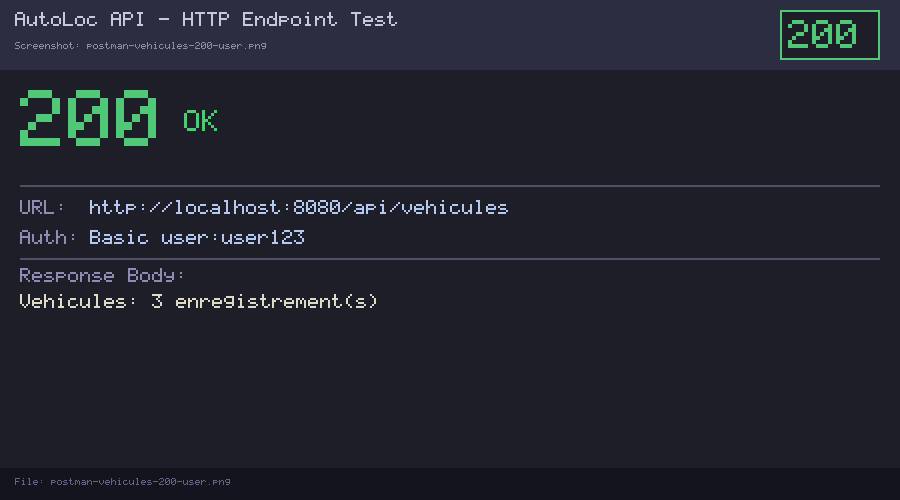 AutoLoc API - HTTP Endpoint Test
Screenshot: postman-vehicules-200-user.png
200
200 OK
URL: http://localhost:8080/api/vehicules
Auth: Basic user:user123
Response Body:
Vehicules: 3 enregistrement(s)
File: postman-vehicules-200-user.png